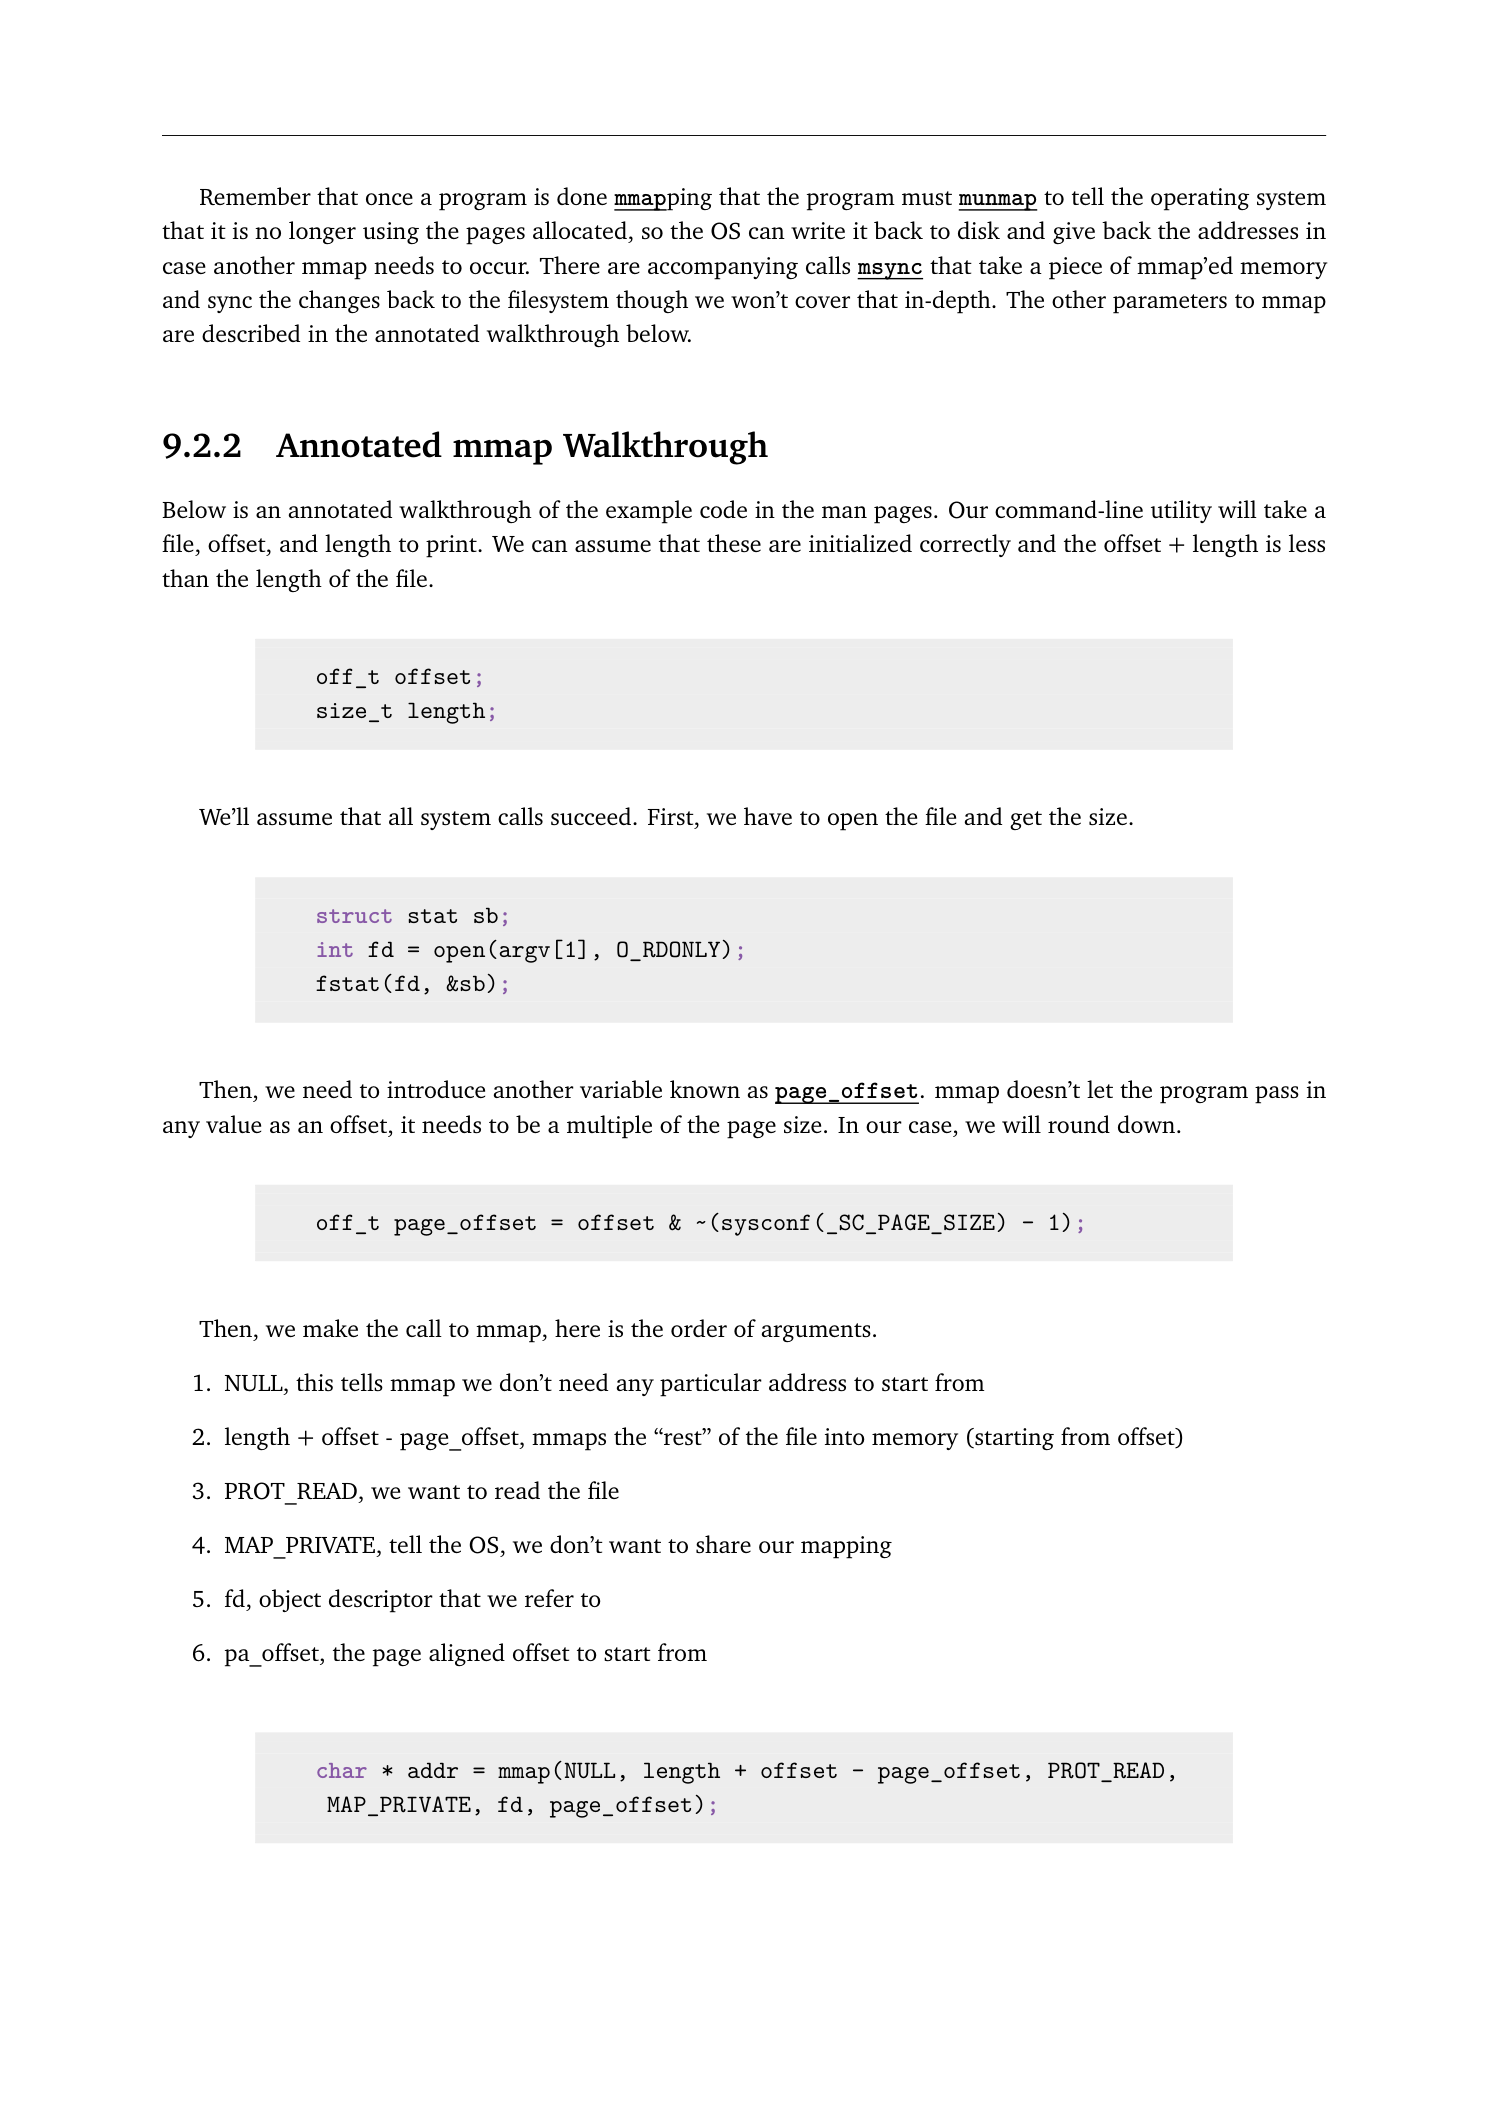 Remember that once a program is done mmapping that the program must munmap to tell the operating system
that it is no longer using the pages allocated, so the OS can write it back to disk and give back the addresses in
case another mmap needs to occur. There are accompanying calls msync that take a piece of mmap’ed memory
and sync the changes back to the filesystem though we won’t cover that in-depth. The other parameters to mmap
are described in the annotated walkthrough below.
9.2.2 Annotated mmap Walkthrough
Below is an annotated walkthrough of the example code in the man pages. Our command-line utility will take a
file, offset, and length to print. We can assume that these are initialized correctly and the offset + length is less
than the length of the file.
off_t offset;
size_t length;
We’ll assume that all system calls succeed. First, we have to open the file and get the size.
struct stat sb;
int fd = open(argv[1], O_RDONLY);
fstat(fd, &sb);
Then, we need to introduce another variable known as page_offset. mmap doesn’t let the program pass in
any value as an offset, it needs to be a multiple of the page size. In our case, we will round down.
off_t page_offset = offset & ~(sysconf(_SC_PAGE_SIZE) - 1);
Then, we make the call to mmap, here is the order of arguments.
1. NULL, this tells mmap we don’t need any particular address to start from
2. length + offset - page_offset, mmaps the “rest” of the file into memory (starting from offset)
3. PROT_READ, we want to read the file
4. MAP_PRIVATE, tell the OS, we don’t want to share our mapping
5. fd, object descriptor that we refer to
6. pa_offset, the page aligned offset to start from
char * addr = mmap(NULL, length + offset - page_offset, PROT_READ,
MAP_PRIVATE, fd, page_offset);